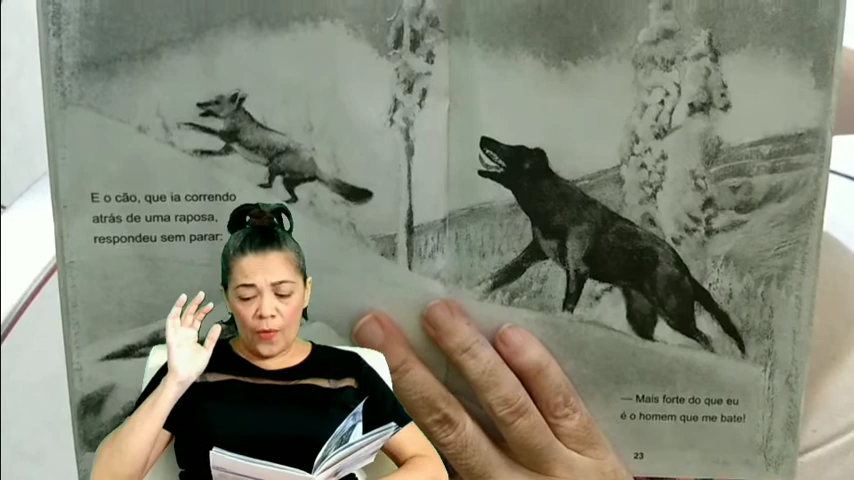 E o cão, que ia correndo
atrás de uma raposa,
respondeu sem parar:
— Mais forte do que eu
é o homem que me bate!
23